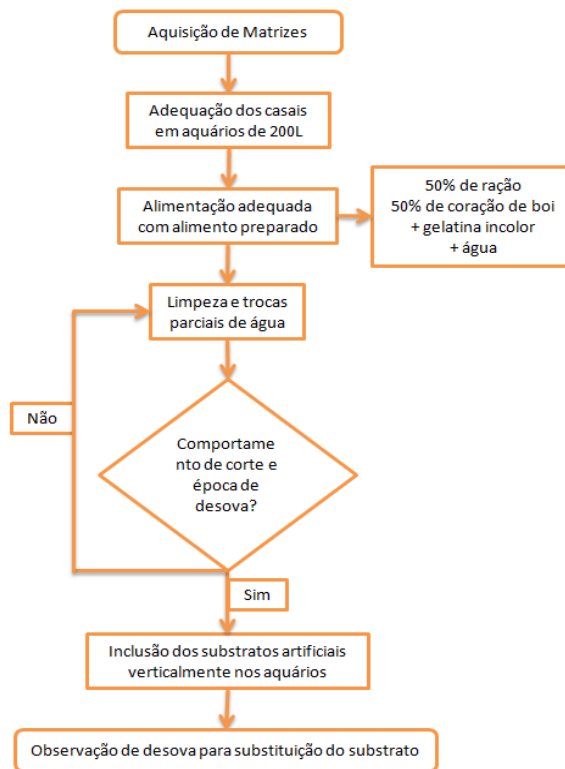 Aquisição de Matrizes
Adequação dos casais
em aquários de 200L
Alimentação adequada
com alimento preparado
50% de ração
50% de coração de boi
+ gelatina incolor
+ água
Limpeza e trocas
parciais de água
Não
Comportame
nto de corte e
época de
desova?
Sim
Inclusão dos substratos artificiais
verticalmente nos aquários
Observação de desova para substituição do substrato